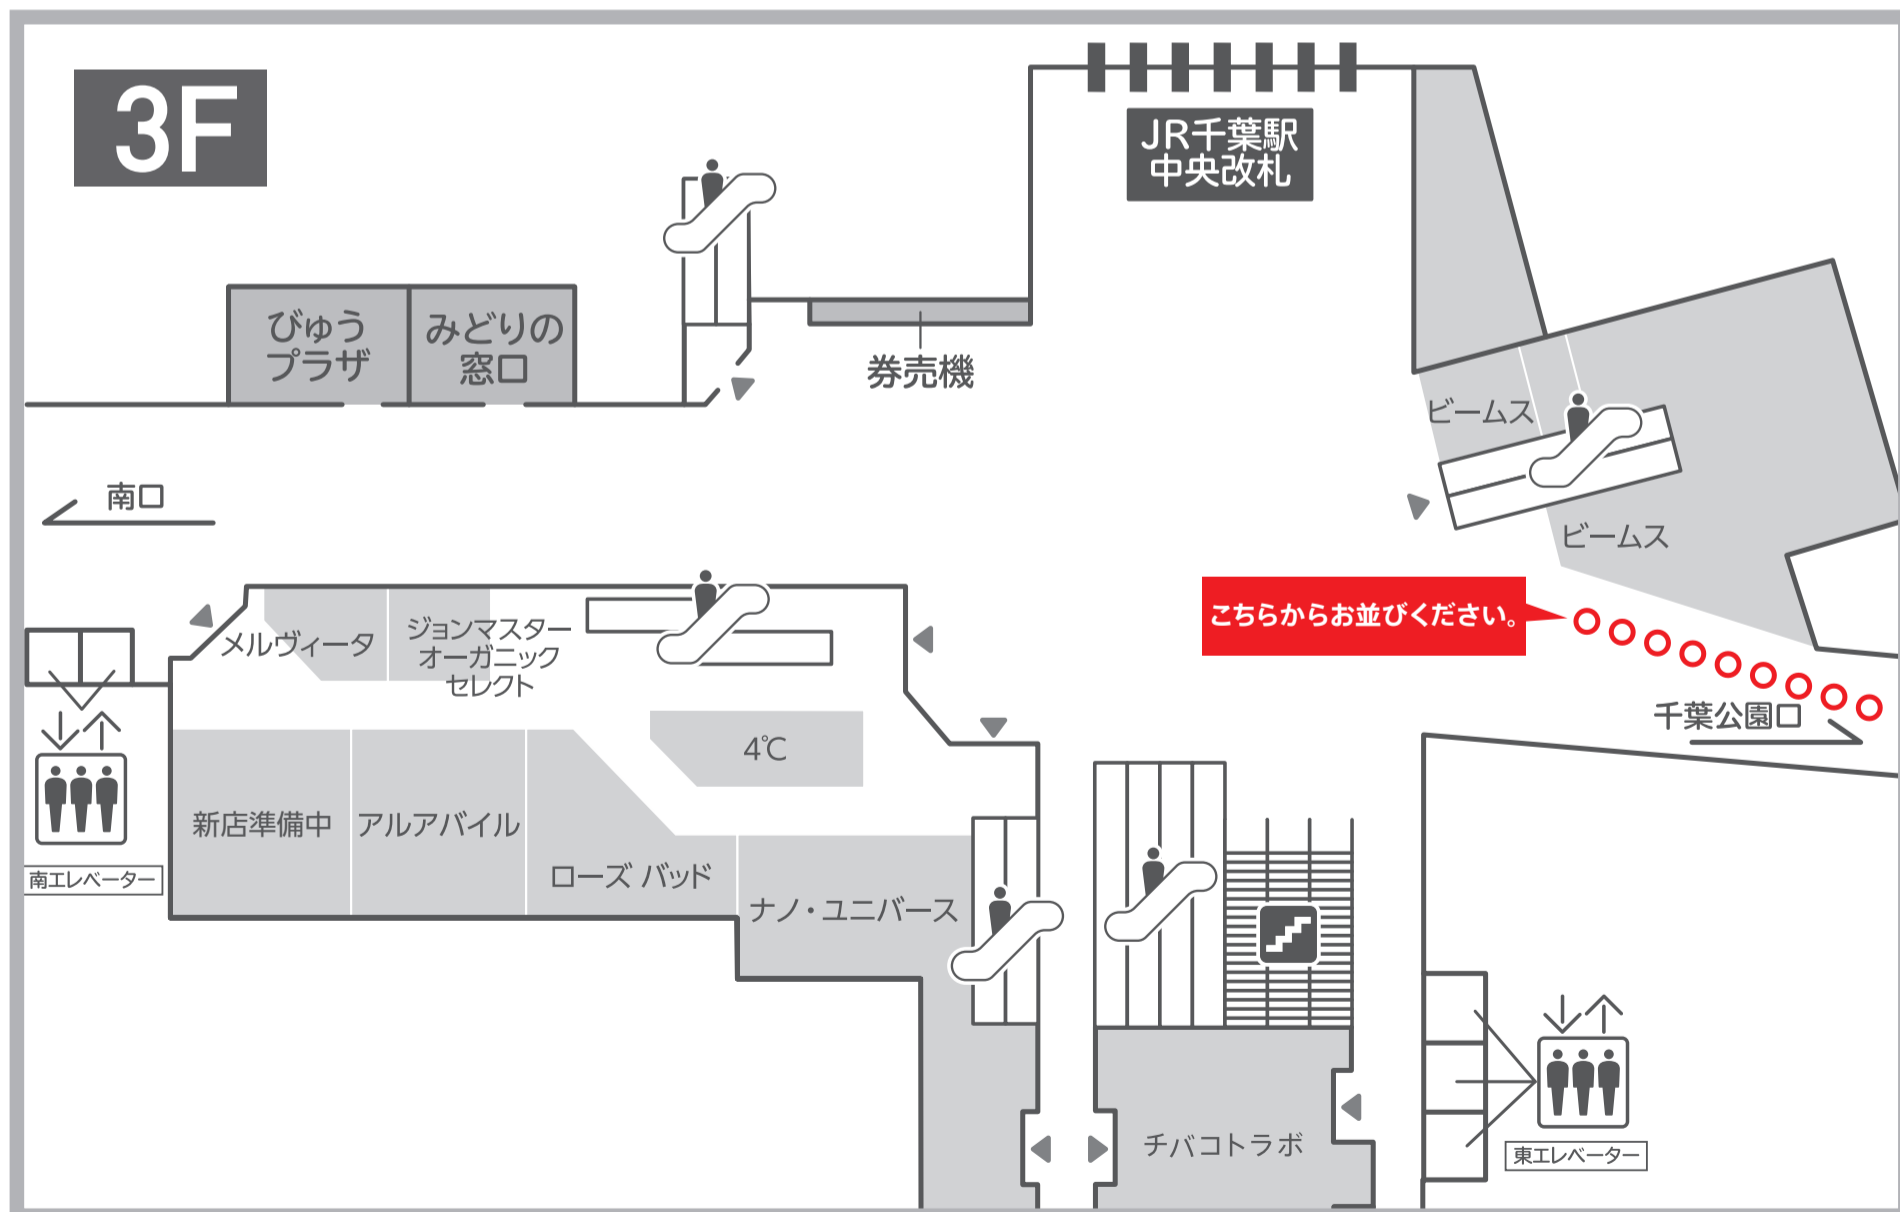 3F
JR千葉駅
中央改札
びゅう
プラザ
みどりの
窓口
券売機
ビームス
南口
ビームス
こちらからお並びください。
メルヴィータ
ジョンマスター
オーガニック
セレクト
千葉公園口
4℃
新店準備中
アルアバイル
ローズ バッド
南エレベーター
ナノ・ユニバース
チバコトラボ
東エレベーター